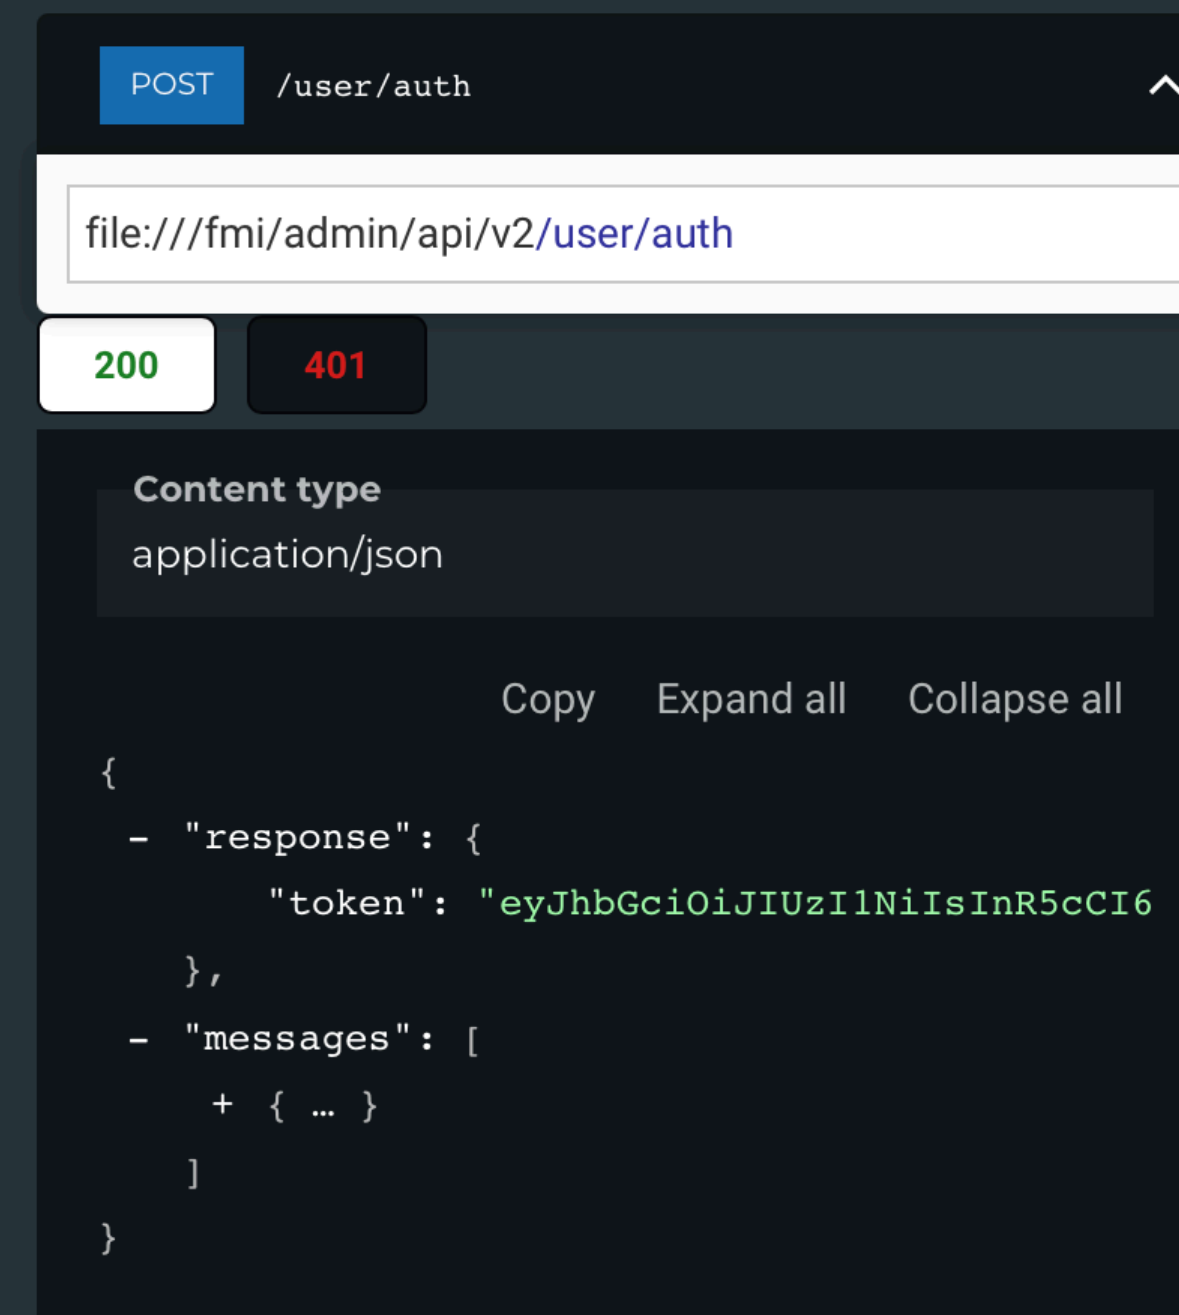 POST /user/auth
file:///fmi/admin/api/v2/user/auth
200 401
Content type
application/json
Copy Expand all Collapse all
{
- "response": {
"token": "eyJhbGciOiJIUzI1NiIsInR5cCI6
},
- "messages": [
+ { … }
]
}